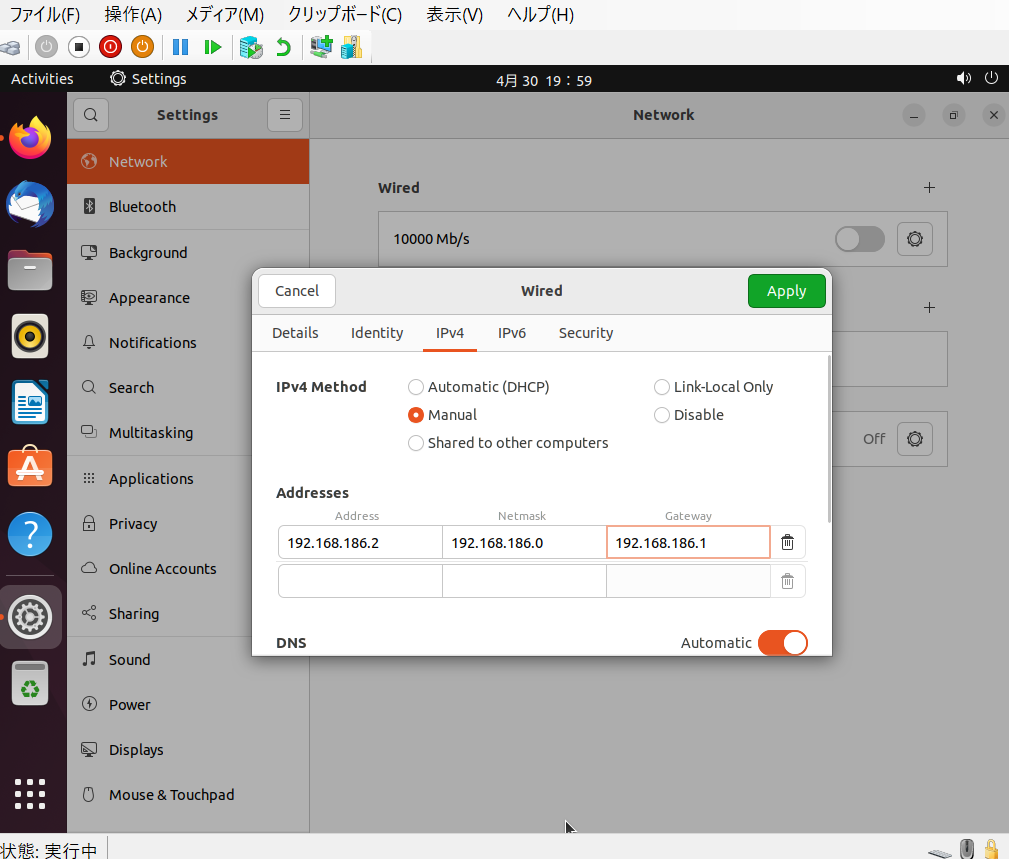 ファイル(F) 操作(A) メディア(M) クリップボード(C) 表示(V) ヘルプ(H)
Activities Settings 4月 30 19：59
Settings Network
Network
Bluetooth
Background
Appearance
Notifications
Search
Multitasking
Applications
Privacy
Online Accounts
Sharing
Sound
Power
Displays
Mouse & Touchpad
Wired
10000 Mb/s
Off
Cancel Wired Apply
Details Identity IPv4 IPv6 Security
IPv4 Method Automatic (DHCP) Link-Local Only
Manual Disable
Shared to other computers
Addresses
Address Netmask Gateway
192.168.186.2 192.168.186.0 192.168.186.1
DNS Automatic
状態: 実行中